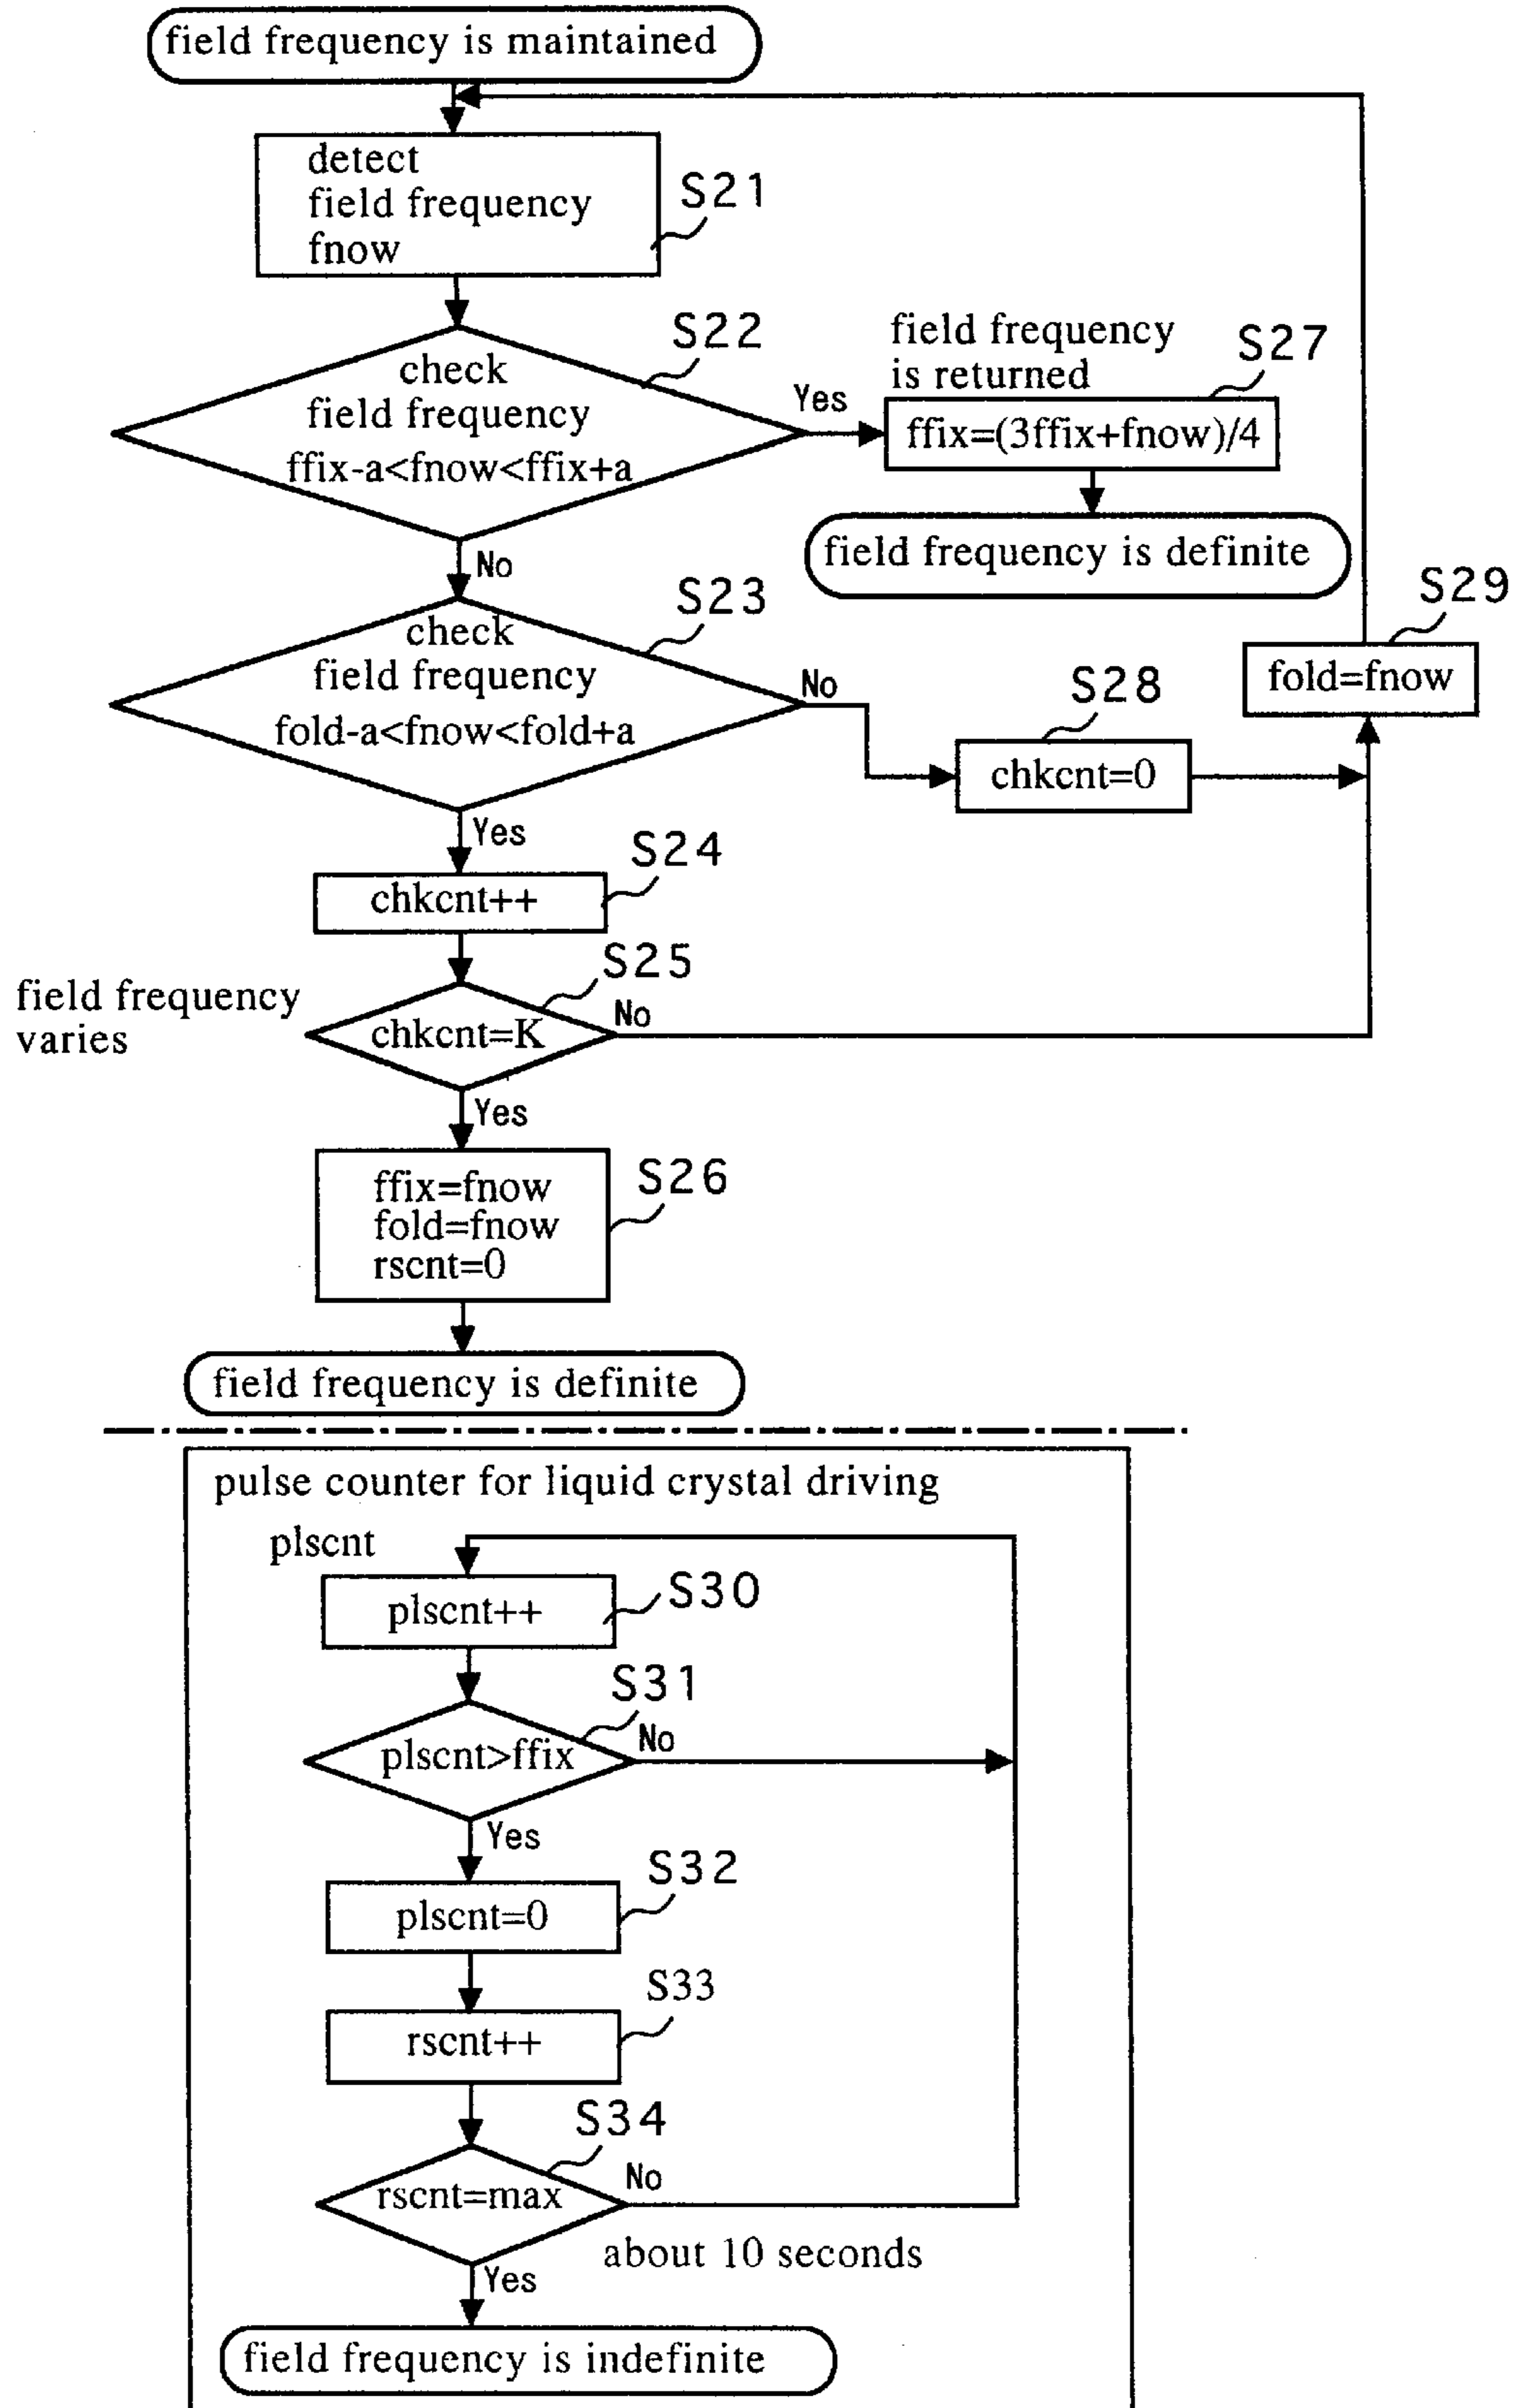 field frequency is maintained
detect
field frequency
fnow
S21
S22
check
field frequency
ffix-a<fnow<ffix+a
Yes
field frequency
is returned
S27
ffix=(3ffix+fnow)/4
field frequency is definite
No
S23
check
field frequency
fold-a<fnow<fold+a
No
S28
chkcnt=0
S29
fold=fnow
Yes
S24
chkcnt++
S25
field frequency
varies
chkcnt=K
No
Yes
S26
ffix=fnow
fold=fnow
rscnt=0
field frequency is definite
pulse counter for liquid crystal driving
plscnt
plscnt++
S30
S31
plscnt>ffix
No
Yes
S32
plscnt=0
S33
rscnt++
S34
rscnt=max
No
about 10 seconds
Yes
field frequency is indefinite